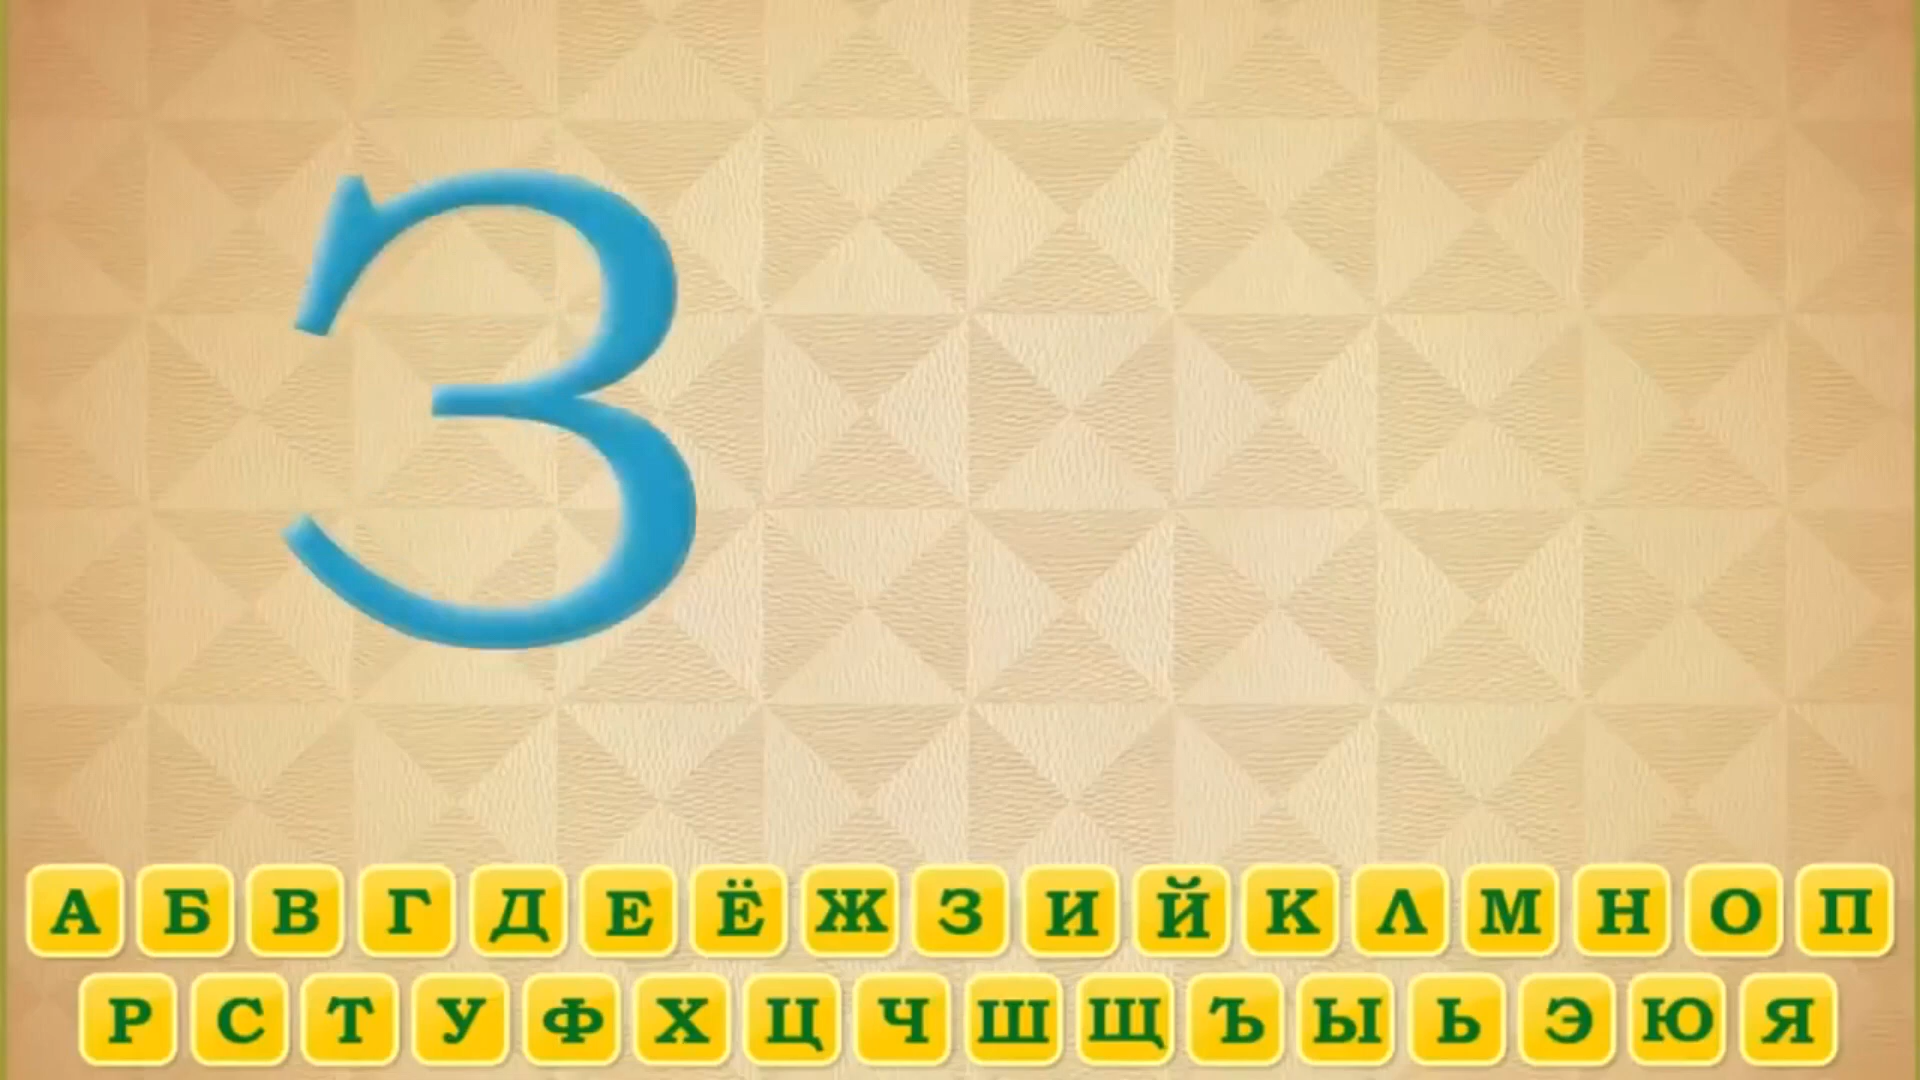 З
А Б В Г Д Е Ё Ж З И Й К Л М Н О П
Р С Т У Ф Х Ц Ч Ш Щ Ъ Ы Ь Э Ю Я